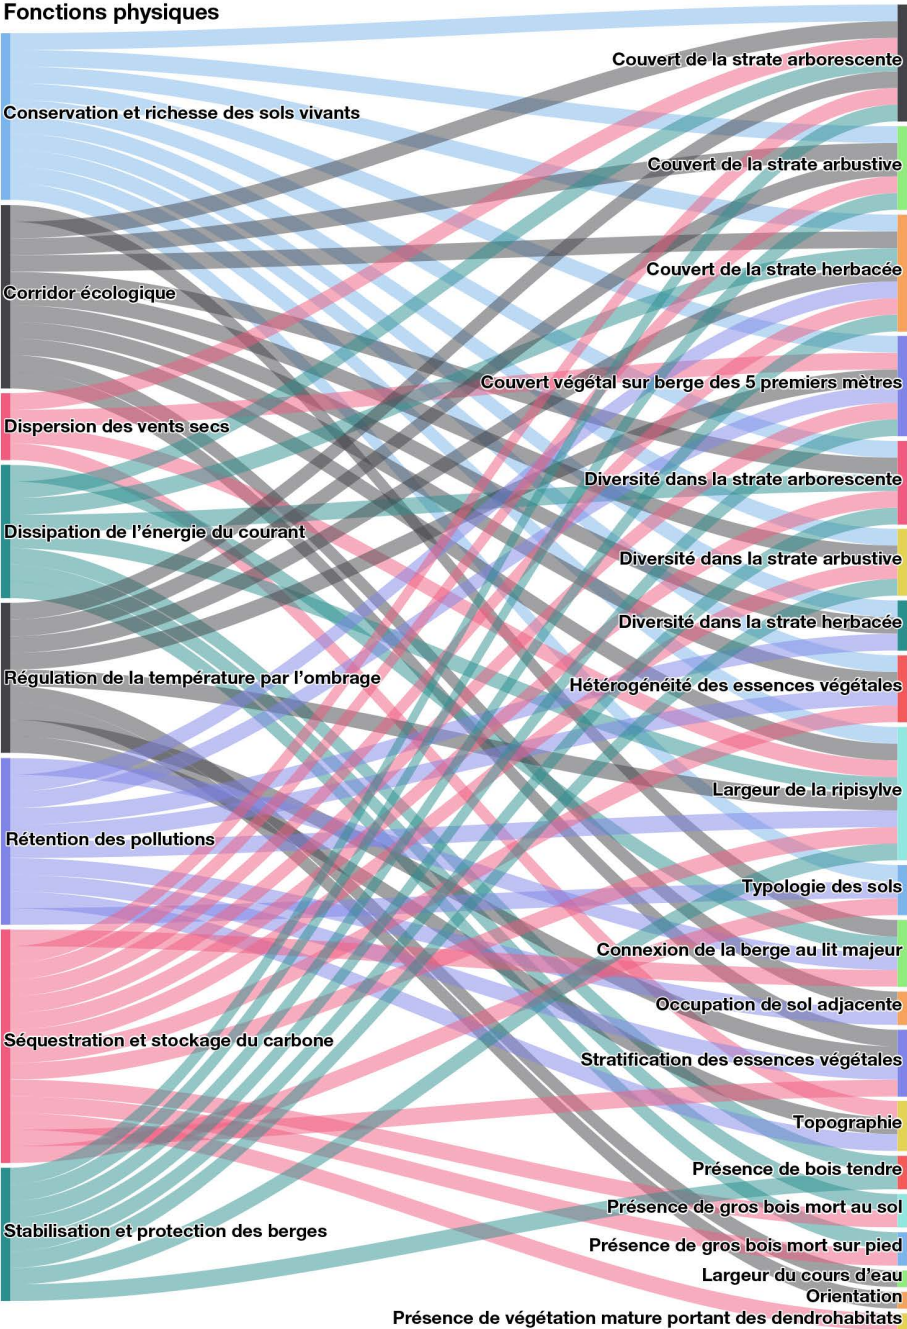 Fonctions physiques
Conservation et richesse des sols vivants
Corridor écologique
Dispersion des vents secs
Dissipation de l’énergie du courant
Régulation de la température par l’ombrage
Rétention des pollutions
Séquestration et stockage du carbone
Stabilisation et protection des berges
Couvert de la strate arborescente
Couvert de la strate arbustive
Couvert de la strate herbacée
Couvert végétal sur berge des 5 premiers mètres
Diversité dans la strate arborescente
Diversité dans la strate arbustive
Diversité dans la strate herbacée
Hétérogénéité des essences végétales
Largeur de la ripisylve
Typologie des sols
Connexion de la berge au lit majeur
Occupation de sol adjacente
Stratification des essences végétales
Topographie
Présence de bois tendre
Présence de gros bois mort au sol
Présence de gros bois mort sur pied
Largeur du cours d’eau
Orientation
Présence de végétation mature portant des dendrohabitats